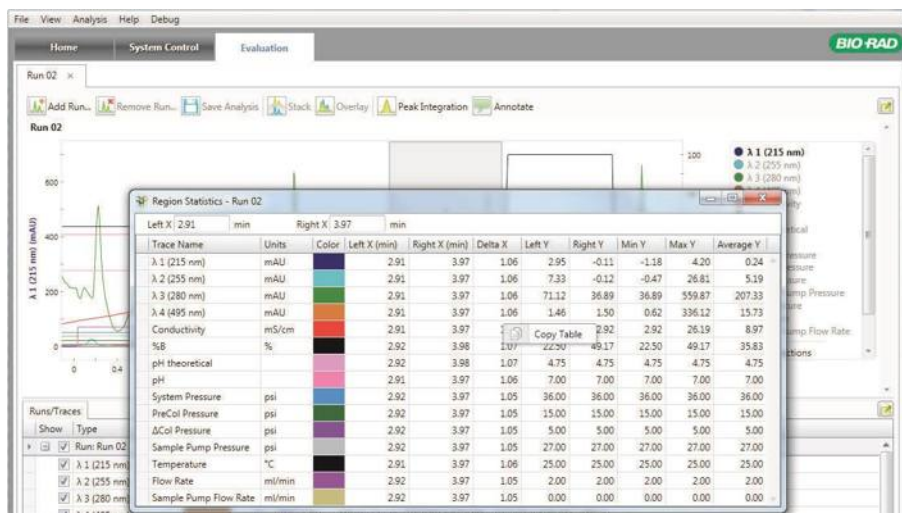 File View Analysis Help Debug
Home System Control Evaluation
BIO-RAD
Run 02 ×
Add Run... Remove Run... Save Analysis Stack Overlay Peak Integration Annotate
Run 02
λ 1 (215 nm) (mAU)
600
400
200
0
0 0.4
100
λ 1 (215 nm)
λ 2 (255 nm)
λ 3 (280 nm)
Region Statistics - Run 02
Left X 2.91 min Right X 3.97 min
Trace Name Units Color Left X (min) Right X (min) Delta X Left Y Right Y Min Y Max Y Average Y
λ 1 (215 nm) mAU 2.91 3.97 1.06 2.95 -0.11 -1.18 4.20 0.24
λ 2 (255 nm) mAU 2.91 3.97 1.06 7.33 -0.12 -0.47 26.81 5.19
λ 3 (280 nm) mAU 2.91 3.97 1.06 71.12 36.89 36.89 559.87 207.33
λ 4 (495 nm) mAU 2.91 3.97 1.06 1.46 1.50 0.62 336.12 15.73
Conductivity mS/cm 2.91 3.97 2.92 2.92 26.19 8.97
Copy Table
%B % 2.92 3.98 1.07 22.50 49.17 22.50 49.17 35.83
pH theoretical 2.92 3.98 1.07 4.75 4.75 4.75 4.75 4.75
pH 2.91 3.97 1.06 7.00 7.00 7.00 7.00 7.00
System Pressure psi 2.92 3.97 1.05 36.00 36.00 36.00 36.00 36.00
PreCol Pressure psi 2.92 3.97 1.05 15.00 15.00 15.00 15.00 15.00
ΔCol Pressure psi 2.92 3.97 1.05 5.00 5.00 5.00 5.00 5.00
Sample Pump Pressure psi 2.92 3.97 1.05 27.00 27.00 27.00 27.00 27.00
Temperature °C 2.91 3.97 1.06 25.00 25.00 25.00 25.00 25.00
Flow Rate ml/min 2.92 3.97 1.05 2.00 2.00 2.00 2.00 2.00
Sample Pump Flow Rate ml/min 2.92 3.97 1.05 0.00 0.00 0.00 0.00 0.00
Pressure
Flow Rate
Runs/Traces
Show Type
Run: Run 02
λ 1 (215 nm)
λ 2 (255 nm)
λ 3 (280 nm)